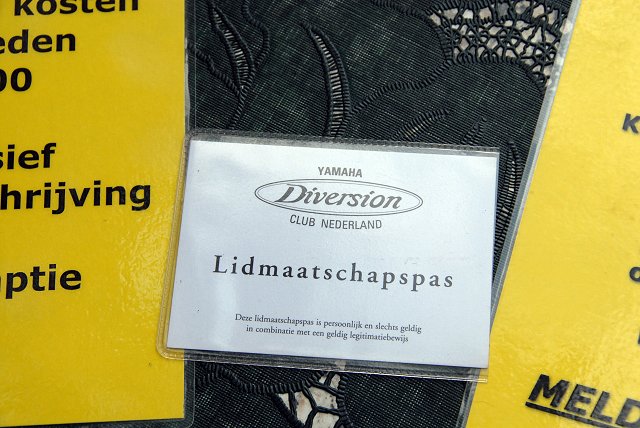 kosten
eden
00
sief
hrijving
ptie
YAMAHA
Diversion
CLUB NEDERLAND
Lidmaatschapspas
Deze lidmaatschapspas is persoonlijk en slechts geldig
in combinatie met een geldig legitimatiebewijs
K
MELD